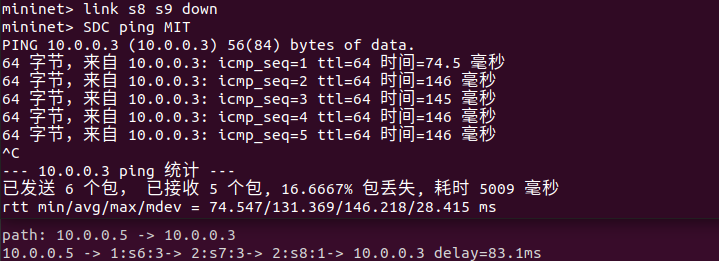 mininet> link s8 s9 down
mininet> SDC ping MIT
PING 10.0.0.3 (10.0.0.3) 56(84) bytes of data.
64 字节，来自 10.0.0.3: icmp_seq=1 ttl=64 时间=74.5 毫秒
64 字节，来自 10.0.0.3: icmp_seq=2 ttl=64 时间=146 毫秒
64 字节，来自 10.0.0.3: icmp_seq=3 ttl=64 时间=145 毫秒
64 字节，来自 10.0.0.3: icmp_seq=4 ttl=64 时间=146 毫秒
64 字节，来自 10.0.0.3: icmp_seq=5 ttl=64 时间=146 毫秒
^C
--- 10.0.0.3 ping 统计 ---
已发送 6 个包， 已接收 5 个包, 16.6667% 包丢失, 耗时 5009 毫秒
rtt min/avg/max/mdev = 74.547/131.369/146.218/28.415 ms
path: 10.0.0.5 -> 10.0.0.3
10.0.0.5 -> 1:s6:3-> 2:s7:3-> 2:s8:1-> 10.0.0.3 delay=83.1ms